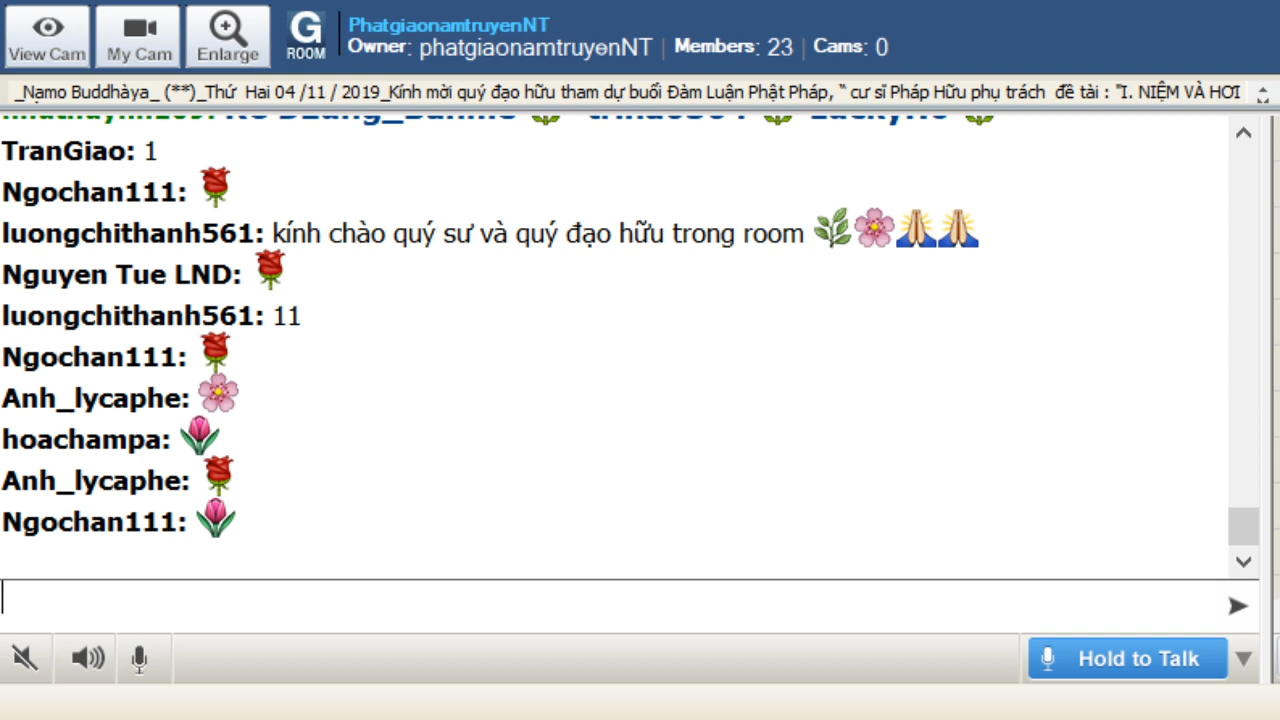 View Cam
My Cam
Enlarge
G
ROOM
PhatgiaonamtruyenNT
Owner: phatgiaonamtruyenNT | Members: 23 | Cams: 0
_Nạmo Buddhàya_ (**)_Thứ Hai 04 /11 / 2019_Kính mời quý đạo hữu tham dự buổi Đàm Luận Phật Pháp, “ cư sĩ Pháp Hữu phụ trách đề tài : "I. NIỆM VÀ HƠI
TranGiao: 1
Ngochan111: 🌹
luongchithanh561: kính chào quý sư và quý đạo hữu trong room 🌿🌸🙏🙏
Nguyen Tue LND: 🌹
luongchithanh561: 11
Ngochan111: 🌹
Anh_lycaphe: 🌸
hoachampa: 🌷
Anh_lycaphe: 🌹
Ngochan111: 🌷
Hold to Talk